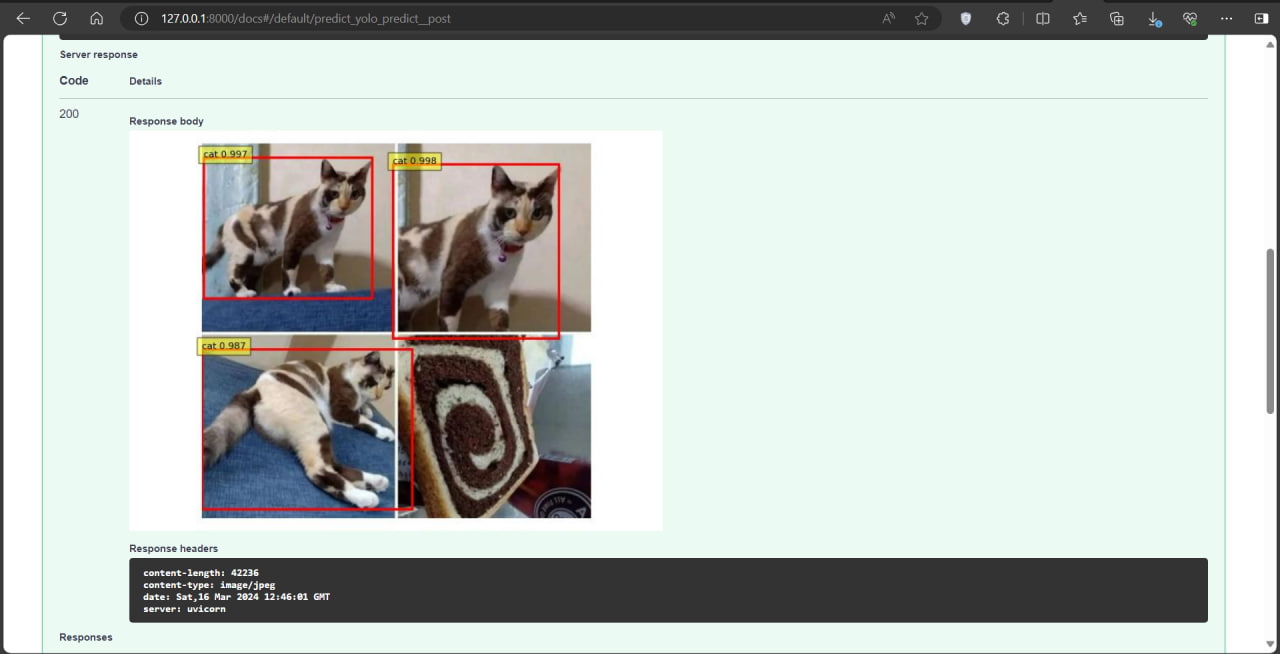 127.0.0.1:8000/docs#/default/predict_yolo_predict__post
Server response
Code Details
200
Response body
cat 0.997
cat 0.998
cat 0.987
Response headers
content-length: 42236
content-type: image/jpeg
date: Sat,16 Mar 2024 12:46:01 GMT
server: uvicorn
Responses